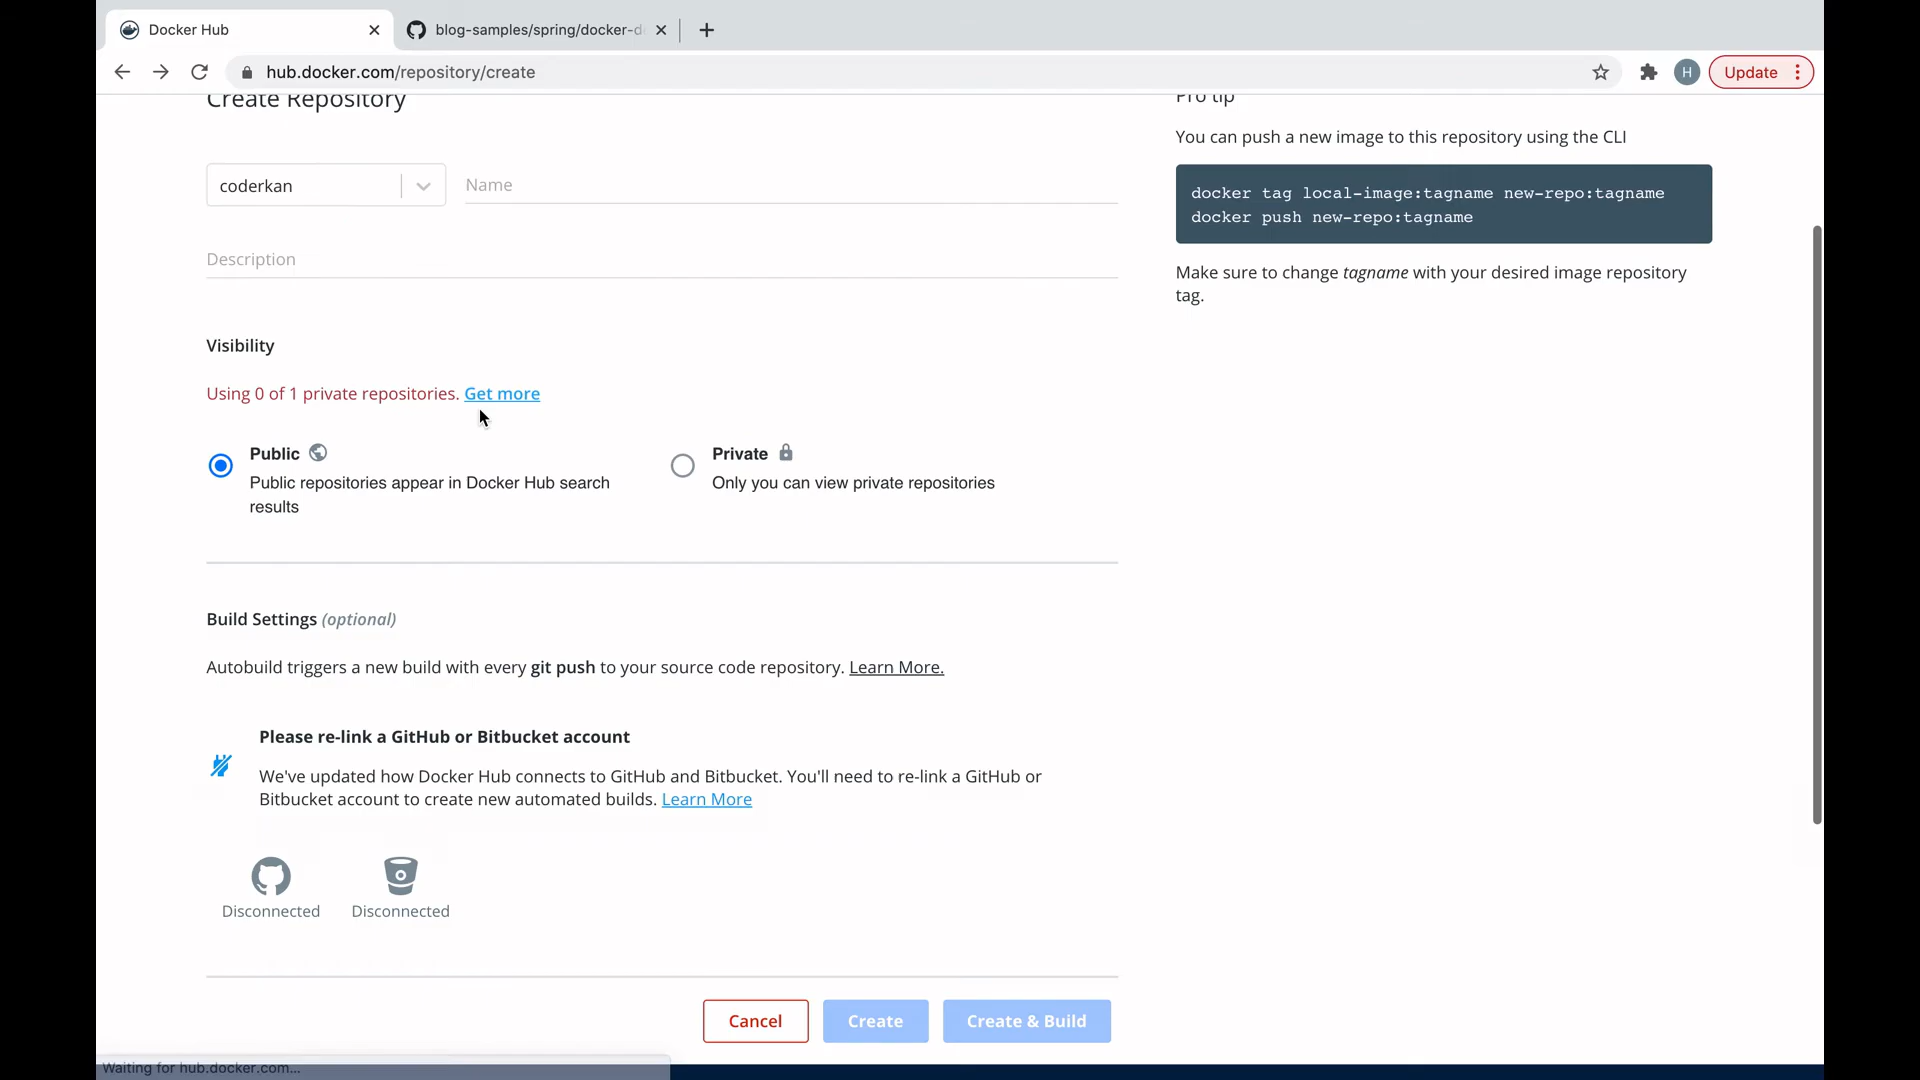 Docker Hub
blog-samples/spring/docker-d
hub.docker.com/repository/create
H
Update
Create Repository
Pro tip
You can push a new image to this repository using the CLI
coderkan
Name
docker tag local-image:tagname new-repo:tagname
docker push new-repo:tagname
Description
Make sure to change tagname with your desired image repository
tag.
Visibility
Using 0 of 1 private repositories. Get more
Public
Public repositories appear in Docker Hub search
results
Private
Only you can view private repositories
Build Settings (optional)
Autobuild triggers a new build with every git push to your source code repository. Learn More.
Please re-link a GitHub or Bitbucket account
We've updated how Docker Hub connects to GitHub and Bitbucket. You'll need to re-link a GitHub or
Bitbucket account to create new automated builds. Learn More
Disconnected
Disconnected
Cancel
Create
Create & Build
Waiting for hub.docker.com...